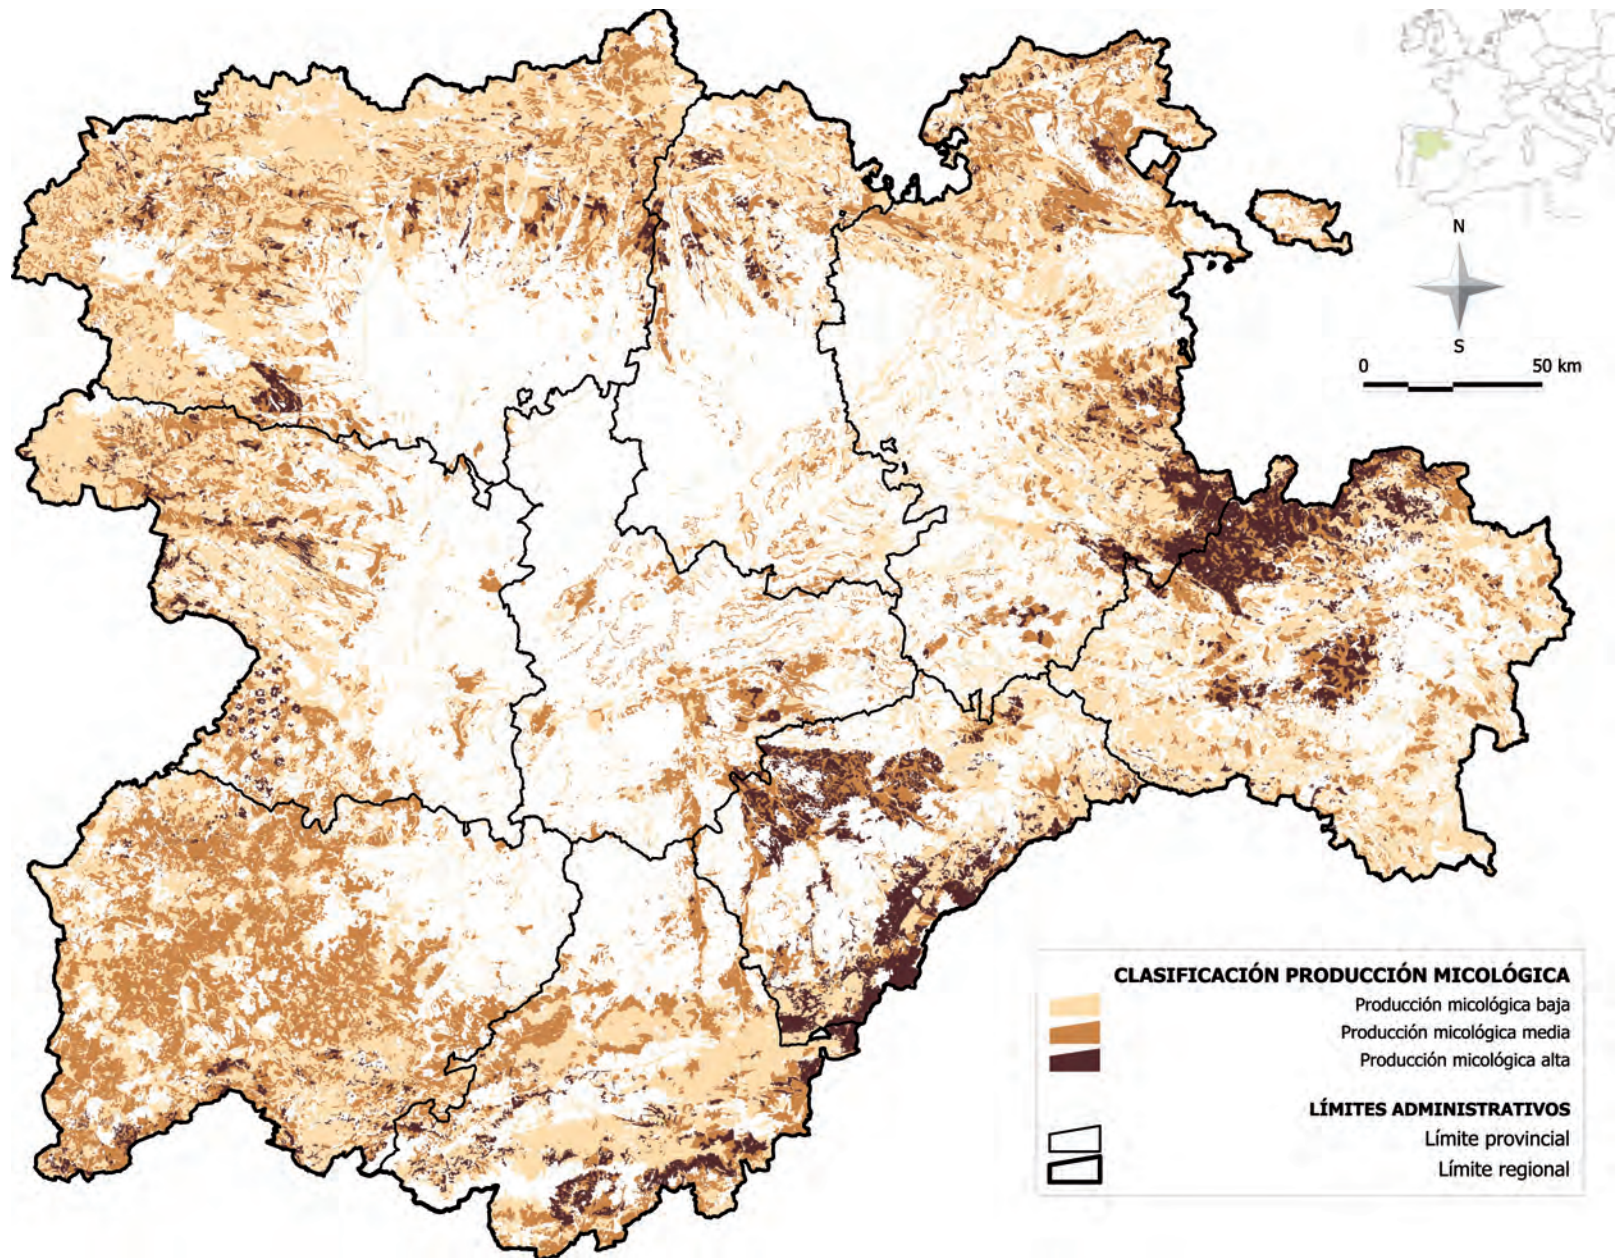 N
S
0 50 km
CLASIFICACIÓN PRODUCCIÓN MICOLÓGICA
Producción micológica baja
Producción micológica media
Producción micológica alta
LÍMITES ADMINISTRATIVOS
Límite provincial
Límite regional